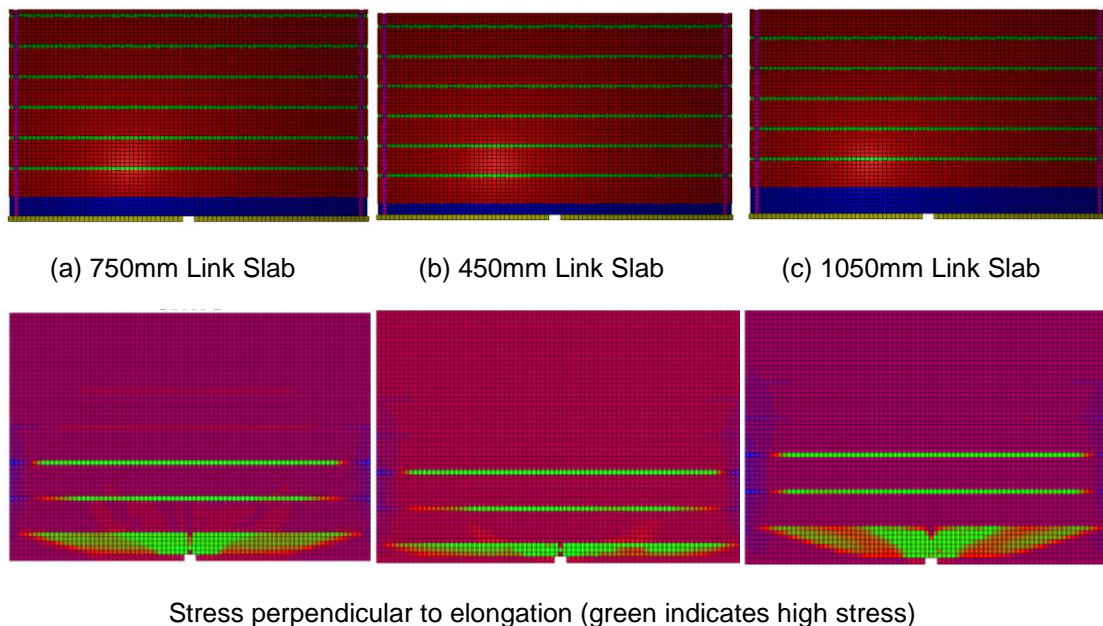 (a) 750mm Link Slab
(b) 450mm Link Slab
(c) 1050mm Link Slab
Stress perpendicular to elongation (green indicates high stress)